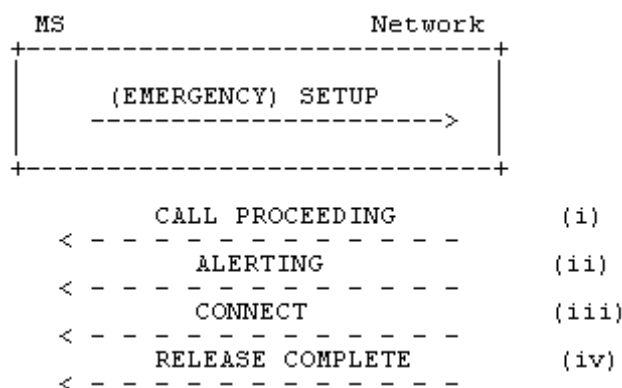 MS Network
(EMERGENCY) SETUP
CALL PROCEEDING (i)
ALERTING (ii)
CONNECT (iii)
RELEASE COMPLETE (iv)